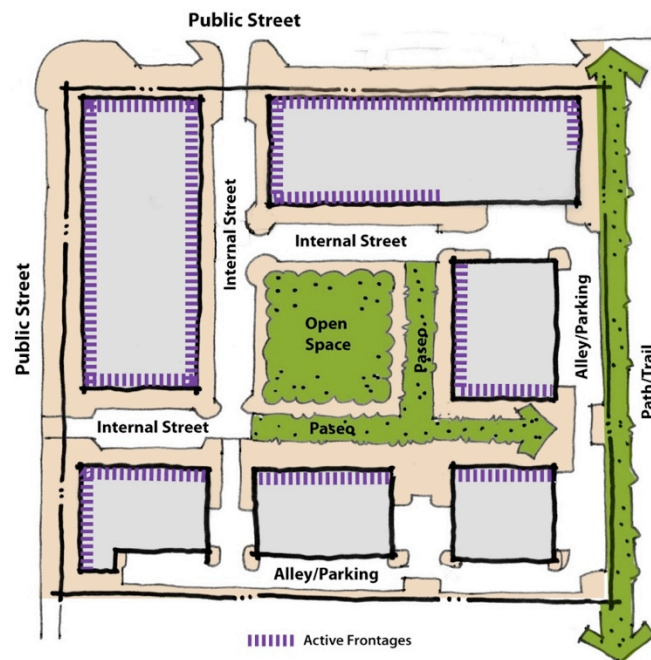 Public Street
Public Street
Internal Street
Internal Street
Open
Space
Paseo
Alley/Parking
Path/Trail
Internal Street
Paseo
Alley/Parking
Active Frontages